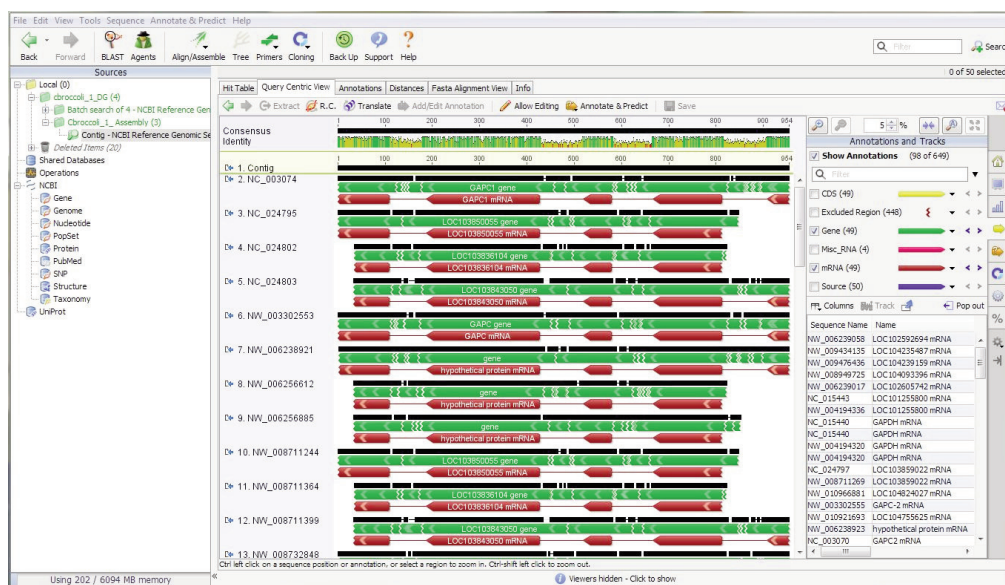 File Edit View Tools Sequence Annotate & Predict Help
Back Forward BLAST Agents Align/Assemble Tree Primers Cloning Back Up Support Help
Filter Search
Sources
0 of 50 selected
Local (0)
cbroccoli_1_DG (4)
Batch search of 4 - NCBI Reference Gen
Cbroccoli_1_ Assembly (3)
Contig - NCBI Reference Genomic Se
Deleted Items (20)
Shared Databases
Operations
NCBI
Gene
Genome
Nucleotide
PopSet
Protein
PubMed
SNP
Structure
Taxonomy
UniProt
Using 202 / 6094 MB memory
Hit Table Query Centric View Annotations Distances Fasta Alignment View Info
Extract R.C. Translate Add/Edit Annotation Allow Editing Annotate & Predict Save
1 100 200 300 400 500 600 700 800 900 954
Consensus
Identity
1 100 200 300 400 500 600 700 800 900 954
1. Contig
2. NC_003074
GAPC1 gene
GAPC1 mRNA
3. NC_024795
LOC103850055 gene
LOC103850055 mRNA
4. NC_024802
LOC103836104 gene
LOC103836104 mRNA
5. NC_024803
LOC103843050 gene
LOC103843050 mRNA
6. NW_003302553
GAPC gene
GAPC mRNA
7. NW_006238921
gene
hypothetical protein mRNA
8. NW_006256612
gene
hypothetical protein mRNA
9. NW_006256885
gene
hypothetical protein mRNA
10. NW_008711244
LOC103850055 gene
LOC103850055 mRNA
11. NW_008711364
LOC103836104 gene
LOC103836104 mRNA
12. NW_008711399
LOC103843050 gene
LOC103843050 mRNA
13. NW_008732848
Ctrl left click on a sequence position or annotation, or select a region to zoom in. Ctrl-shift left click to zoom out.
Viewers hidden - Click to show
5 %
Annotations and Tracks
Show Annotations (98 of 649)
Filter
CDS (49)
Excluded Region (448)
Gene (49)
Misc_RNA (4)
mRNA (49)
Source (50)
Columns Track Pop out
Sequence Name Name
NW_006239058 LOC102592694 mRNA
NW_009434135 LOC104235487 mRNA
NW_009476436 LOC104239159 mRNA
NW_008949725 LOC104093396 mRNA
NW_006239017 LOC102605742 mRNA
NC_015443 LOC101255800 mRNA
NW_004194336 LOC101255800 mRNA
NC_015440 GAPDH mRNA
NC_015440 GAPDH mRNA
NW_004194320 GAPDH mRNA
NW_004194320 GAPDH mRNA
NC_024797 LOC103859022 mRNA
NW_008711269 LOC103859022 mRNA
NW_010966881 LOC104824027 mRNA
NW_003302555 GAPC-2 mRNA
NW_010921693 LOC104755625 mRNA
NW_006238923 hypothetical protein mRNA
NC_003070 GAPC2 mRNA